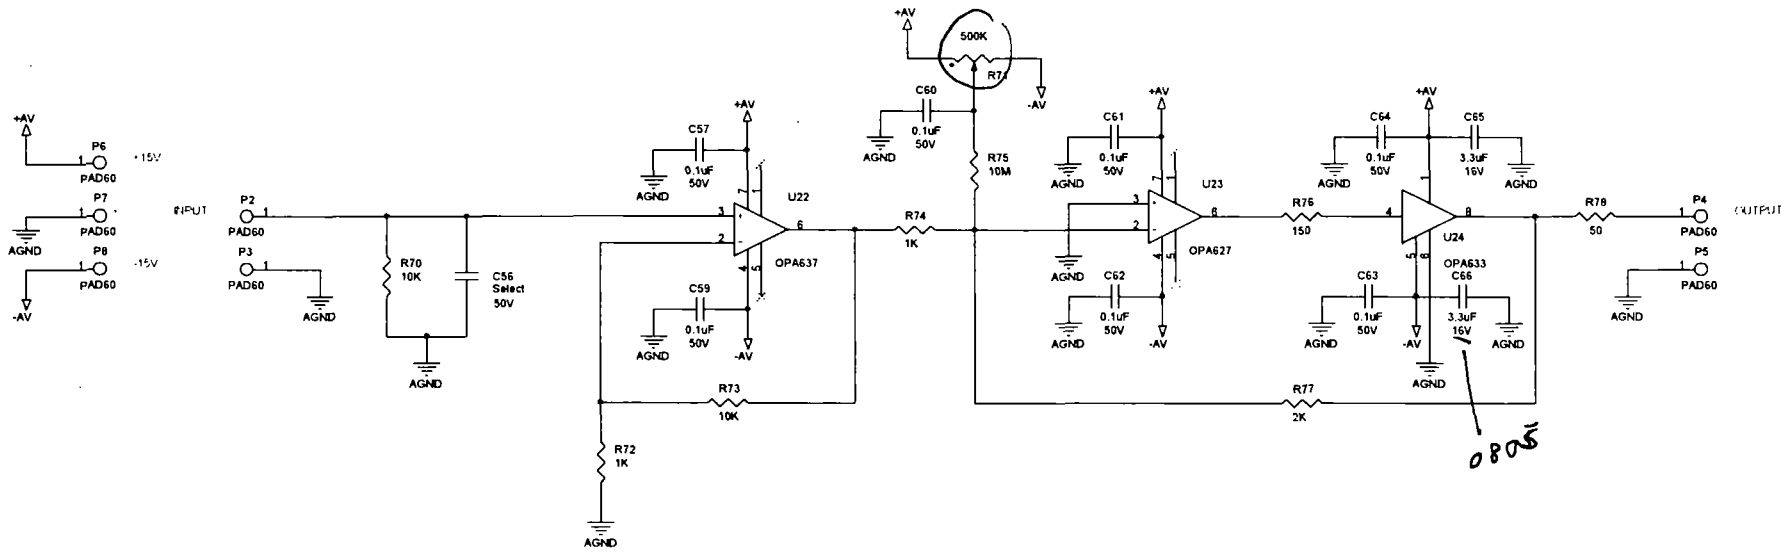 +AV
P6
1
PAD60
+15V
P7
1
PAD60
AGND
P8
1
PAD60
-15V
-AV
INPUT
P2
1
PAD60
P3
1
PAD60
AGND
R70
10K
C56
Select
50V
AGND
+AV
C57
0.1uF
50V
AGND
7
1
U22
3
+
2
-
6
4
5
OPA637
C59
0.1uF
50V
AGND
-AV
R73
10K
R72
1K
AGND
R74
1K
+AV
500K
R71
-AV
C60
0.1uF
50V
AGND
R75
10M
+AV
C61
0.1uF
50V
AGND
7
1
U23
3
+
2
-
6
4
5
OPA627
AGND
C62
0.1uF
50V
AGND
-AV
R76
150
+AV
C64
0.1uF
50V
AGND
C65
3.3uF
16V
AGND
1
4
8
U24
5
6
OPA633
C63
0.1uF
50V
AGND
-AV
C66
3.3uF
16V
AGND
AGND
R77
2K
0805
R78
50
P4
1
PAD60
OUTPUT
P5
1
PAD60
AGND